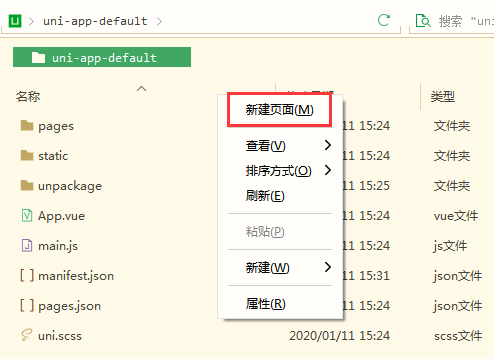 uni-app-default
搜索 "un
uni-app-default
名称
类型
新建页面(M)
pages
/11 15:24
文件夹
查看(V)
static
/11 15:24
文件夹
排序方式(O)
unpackage
/11 15:25
文件夹
刷新(E)
App.vue
/11 15:24
vue文件
粘贴(P)
main.js
/11 15:24
js文件
新建(W)
manifest.json
/11 15:31
json文件
pages.json
/11 15:24
json文件
属性(R)
uni.scss
2020/01/11 15:24
scss文件